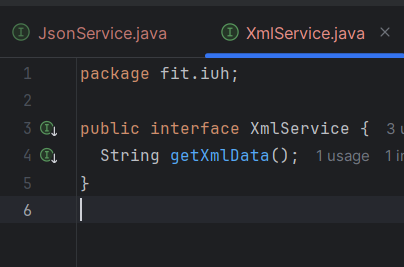 JsonService.java XmlService.java
1 package fit.iuh;
2
3 public interface XmlService { 3 u
4 String getXmlData(); 1 usage 1 i
5 }
6